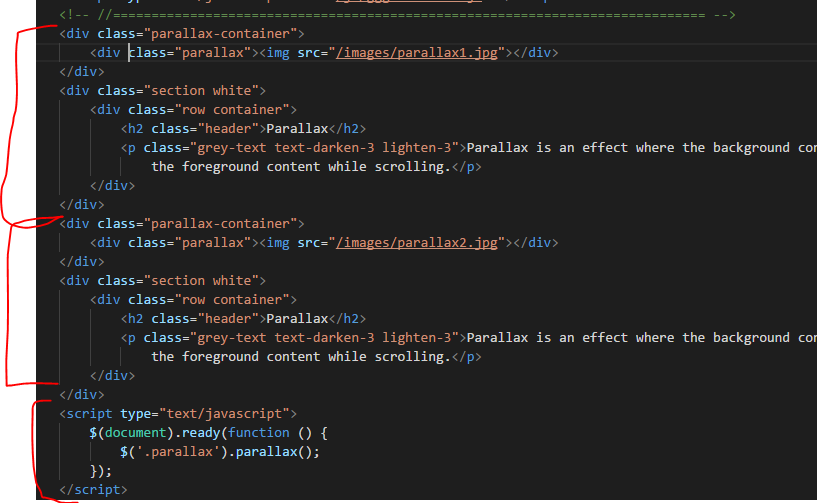 <!-- //============================================================================ -->
<div class="parallax-container">
<div class="parallax"><img src="/images/parallax1.jpg"></div>
</div>
<div class="section white">
<div class="row container">
<h2 class="header">Parallax</h2>
<p class="grey-text text-darken-3 lighten-3">Parallax is an effect where the background
the foreground content while scrolling.</p>
</div>
</div>
<div class="parallax-container">
<div class="parallax"><img src="/images/parallax2.jpg"></div>
</div>
<div class="section white">
<div class="row container">
<h2 class="header">Parallax</h2>
<p class="grey-text text-darken-3 lighten-3">Parallax is an effect where the background
the foreground content while scrolling.</p>
</div>
</div>
<script type="text/javascript">
$(document).ready(function () {
$('.parallax').parallax();
});
</script>